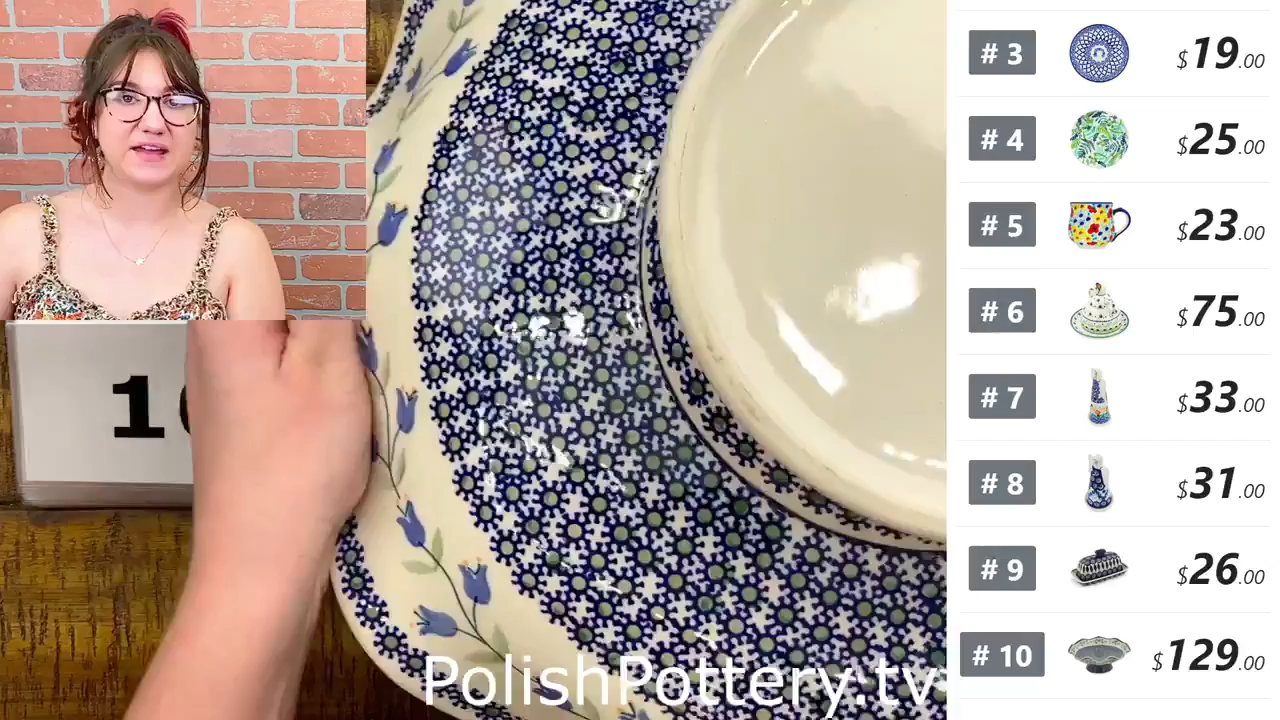 # 3 $19.00
# 4 $25.00
# 5 $23.00
# 6 $75.00
# 7 $33.00
# 8 $31.00
# 9 $26.00
# 10 $129.00
1
PolishPottery.tv